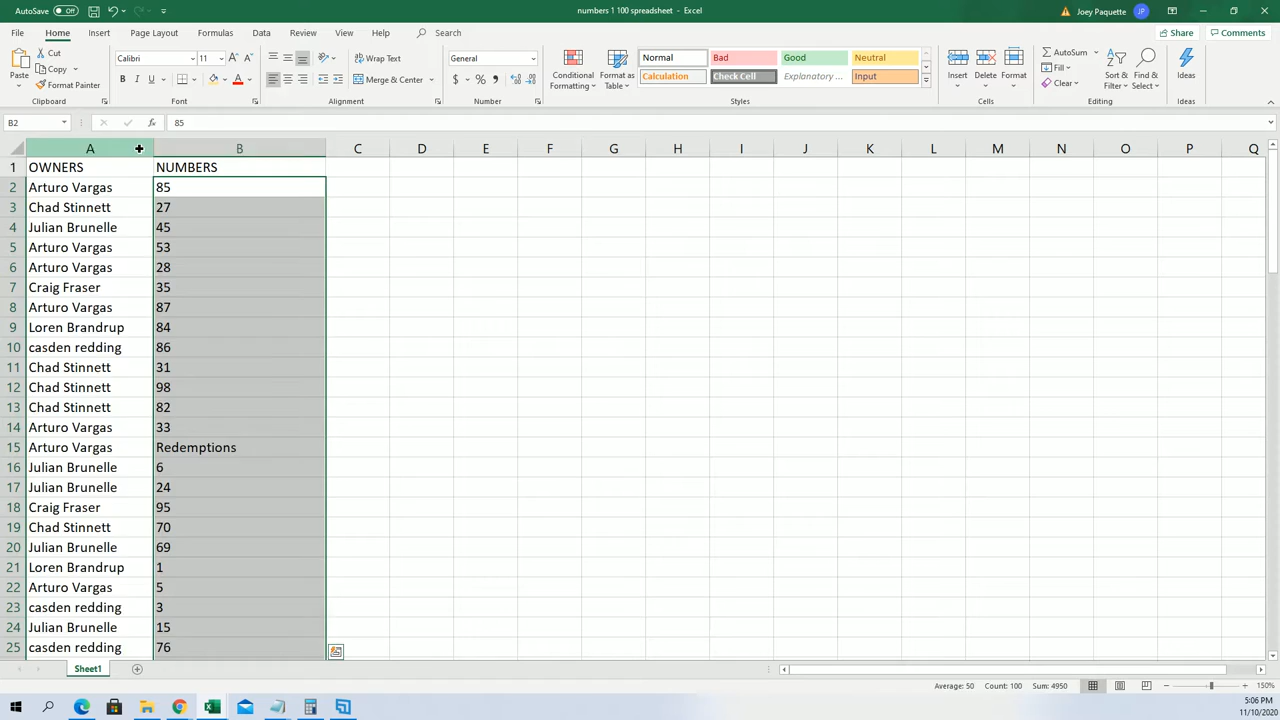 AutoSave Off numbers 1 100 spreadsheet - Excel Joey Paquette JP
File Home Insert Page Layout Formulas Data Review View Help Search Share Comments
Paste Cut Copy Format Painter Clipboard
Calibri 11 B I U A Font
Wrap Text Merge & Center Alignment
General $ % Number
Conditional Formatting Format as Table Normal Bad Good Neutral Calculation Check Cell Explanatory ... Input Styles
Insert Delete Format Cells
AutoSum Fill Clear Sort & Filter Find & Select Editing
Ideas Ideas
B2 fx 85
A B C D E F G H I J K L M N O P Q
1 OWNERS NUMBERS
2 Arturo Vargas 85
3 Chad Stinnett 27
4 Julian Brunelle 45
5 Arturo Vargas 53
6 Arturo Vargas 28
7 Craig Fraser 35
8 Arturo Vargas 87
9 Loren Brandrup 84
10 casden redding 86
11 Chad Stinnett 31
12 Chad Stinnett 98
13 Chad Stinnett 82
14 Arturo Vargas 33
15 Arturo Vargas Redemptions
16 Julian Brunelle 6
17 Julian Brunelle 24
18 Craig Fraser 95
19 Chad Stinnett 70
20 Julian Brunelle 69
21 Loren Brandrup 1
22 Arturo Vargas 5
23 casden redding 3
24 Julian Brunelle 15
25 casden redding 76
Sheet1
Average: 50 Count: 100 Sum: 4950 150%
5:06 PM
11/10/2020